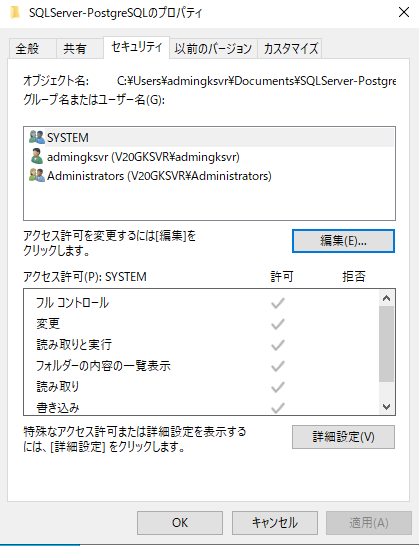 SQLServer-PostgreSQLのプロパティ
全般 共有 セキュリティ 以前のバージョン カスタマイズ
オブジェクト名: C:¥Users¥admingksvr¥Documents¥SQLServer-Postgre
グループ名またはユーザー名(G):
SYSTEM
admingksvr (V20GKSVR¥admingksvr)
Administrators (V20GKSVR¥Administrators)
アクセス許可を変更するには[編集]を
クリックします。
編集(E)...
アクセス許可(P): SYSTEM 許可 拒否
フル コントロール
変更
読み取りと実行
フォルダーの内容の一覧表示
読み取り
書き込み
特殊なアクセス許可または詳細設定を表示する
には、[詳細設定] をクリックします。
詳細設定(V)
OK キャンセル 適用(A)